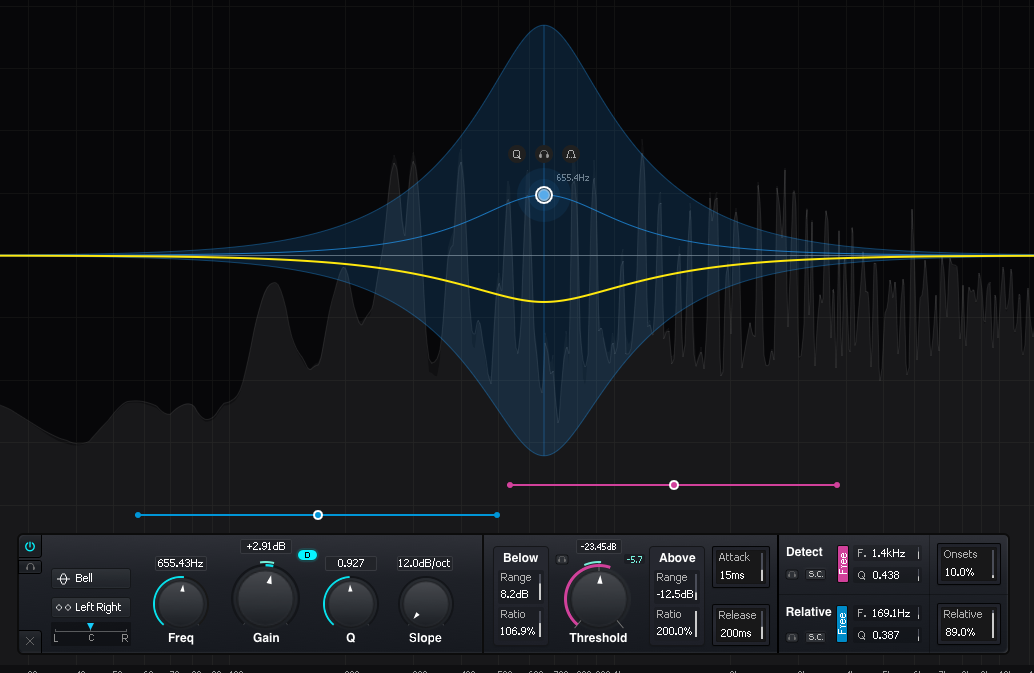 Q
655.4Hz
Bell
Left Right
L C R
655.43Hz
Freq
+2.91dB
D
Gain
0.927
Q
12.0dB/oct
Slope
Below
Range
8.2dB
Ratio
106.9%
-23.45dB
-5.7
Threshold
Above
Range
-12.5dB
Ratio
200.0%
Attack
15ms
Release
200ms
Detect
S.C.
Free
F. 1.4kHz
Q 0.438
Onsets
10.0%
Relative
S.C.
Free
F. 169.1Hz
Q 0.387
Relative
89.0%